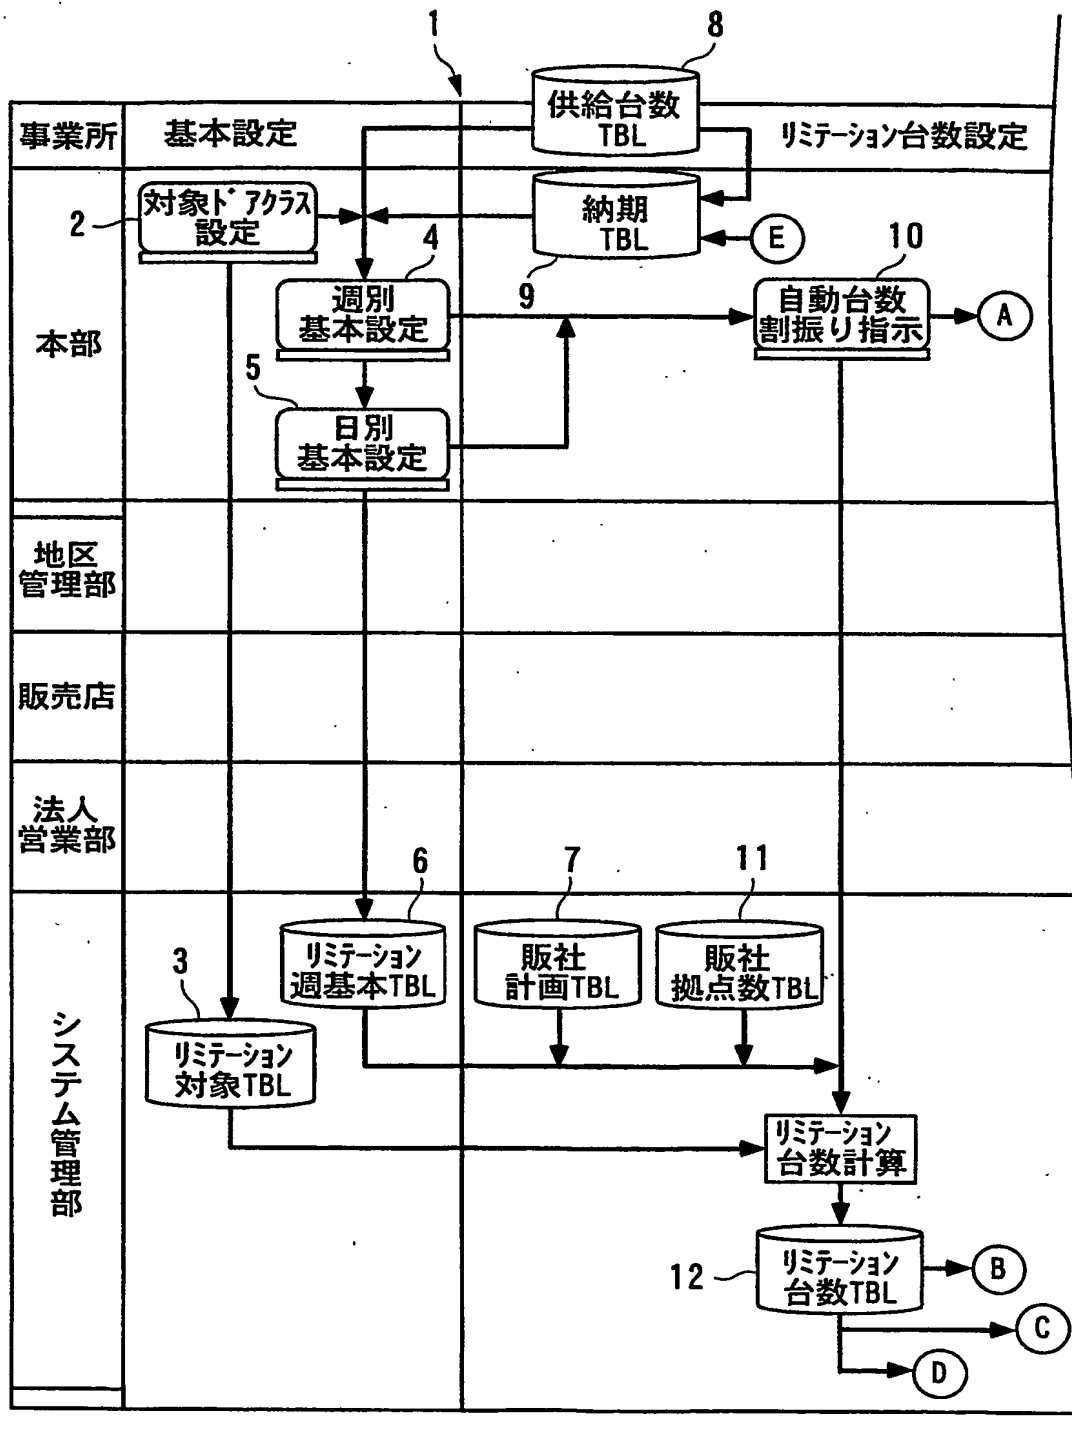 1
8
供給台数
TBL
事業所
基本設定
リミテーション台数設定
2
対象ドアクラス
設定
納期
TBL
E
9
4
週別
基本設定
10
自動台数
割振り指示
A
本部
5
日別
基本設定
地区
管理部
販売店
法人
営業部
6
リミテーション
週基本TBL
7
販社
計画TBL
11
販社
拠点数TBL
3
リミテーション
対象TBL
システム管理部
リミテーション
台数計算
12
リミテーション
台数TBL
B
C
D